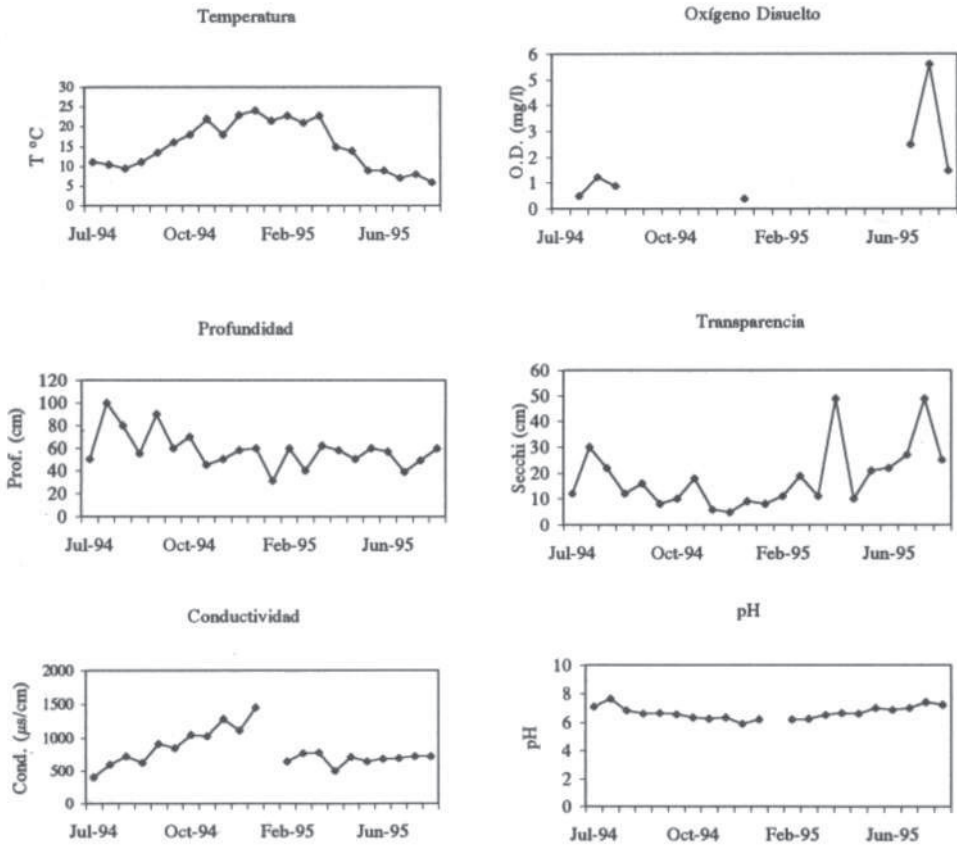 Temperatura
T °C
30
25
20
15
10
5
0
Jul-94 Oct-94 Feb-95 Jun-95
Oxígeno Disuelto
O.D. (mg/l)
6
5
4
3
2
1
0
Jul-94 Oct-94 Feb-95 Jun-95
Profundidad
Prof. (cm)
120
100
80
60
40
20
0
Jul-94 Oct-94 Feb-95 Jun-95
Transparencia
Secchi (cm)
60
50
40
30
20
10
0
Jul-94 Oct-94 Feb-95 Jun-95
Conductividad
Cond. (µs/cm)
2000
1500
1000
500
0
Jul-94 Oct-94 Feb-95 Jun-95
pH
pH
10
8
6
4
2
0
Jul-94 Oct-94 Feb-95 Jun-95